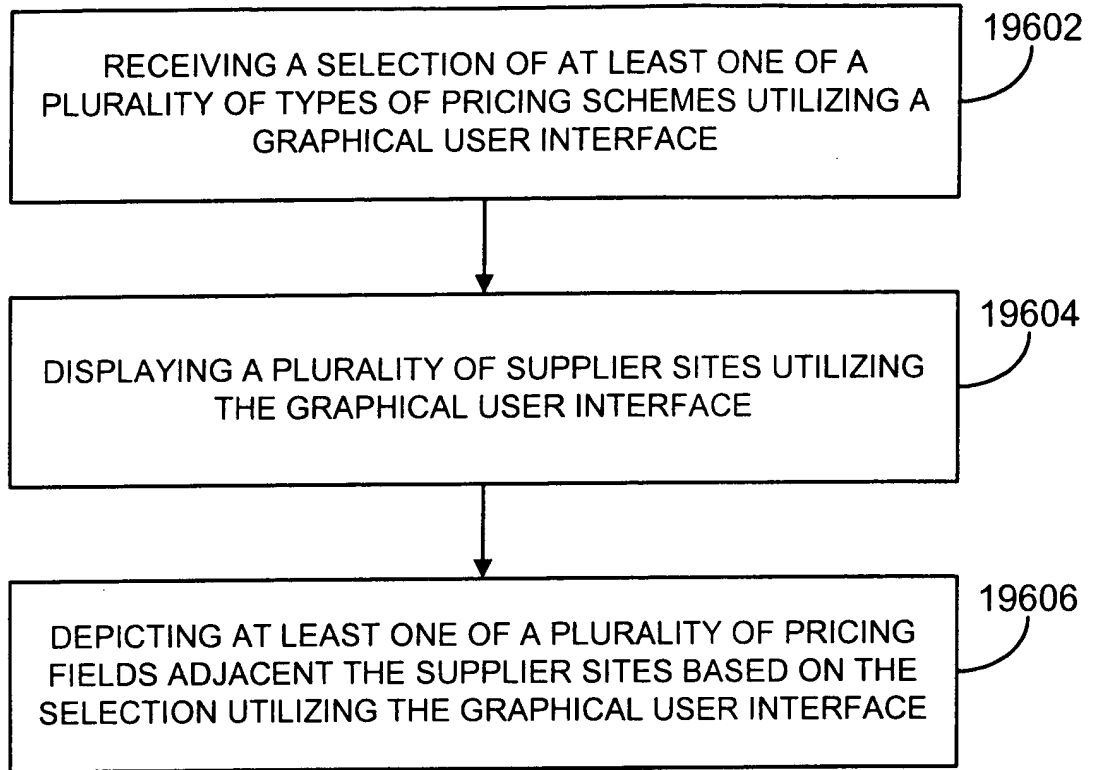 19602
RECEIVING A SELECTION OF AT LEAST ONE OF A
PLURALITY OF TYPES OF PRICING SCHEMES UTILIZING A
GRAPHICAL USER INTERFACE
19604
DISPLAYING A PLURALITY OF SUPPLIER SITES UTILIZING
THE GRAPHICAL USER INTERFACE
19606
DEPICTING AT LEAST ONE OF A PLURALITY OF PRICING
FIELDS ADJACENT THE SUPPLIER SITES BASED ON THE
SELECTION UTILIZING THE GRAPHICAL USER INTERFACE